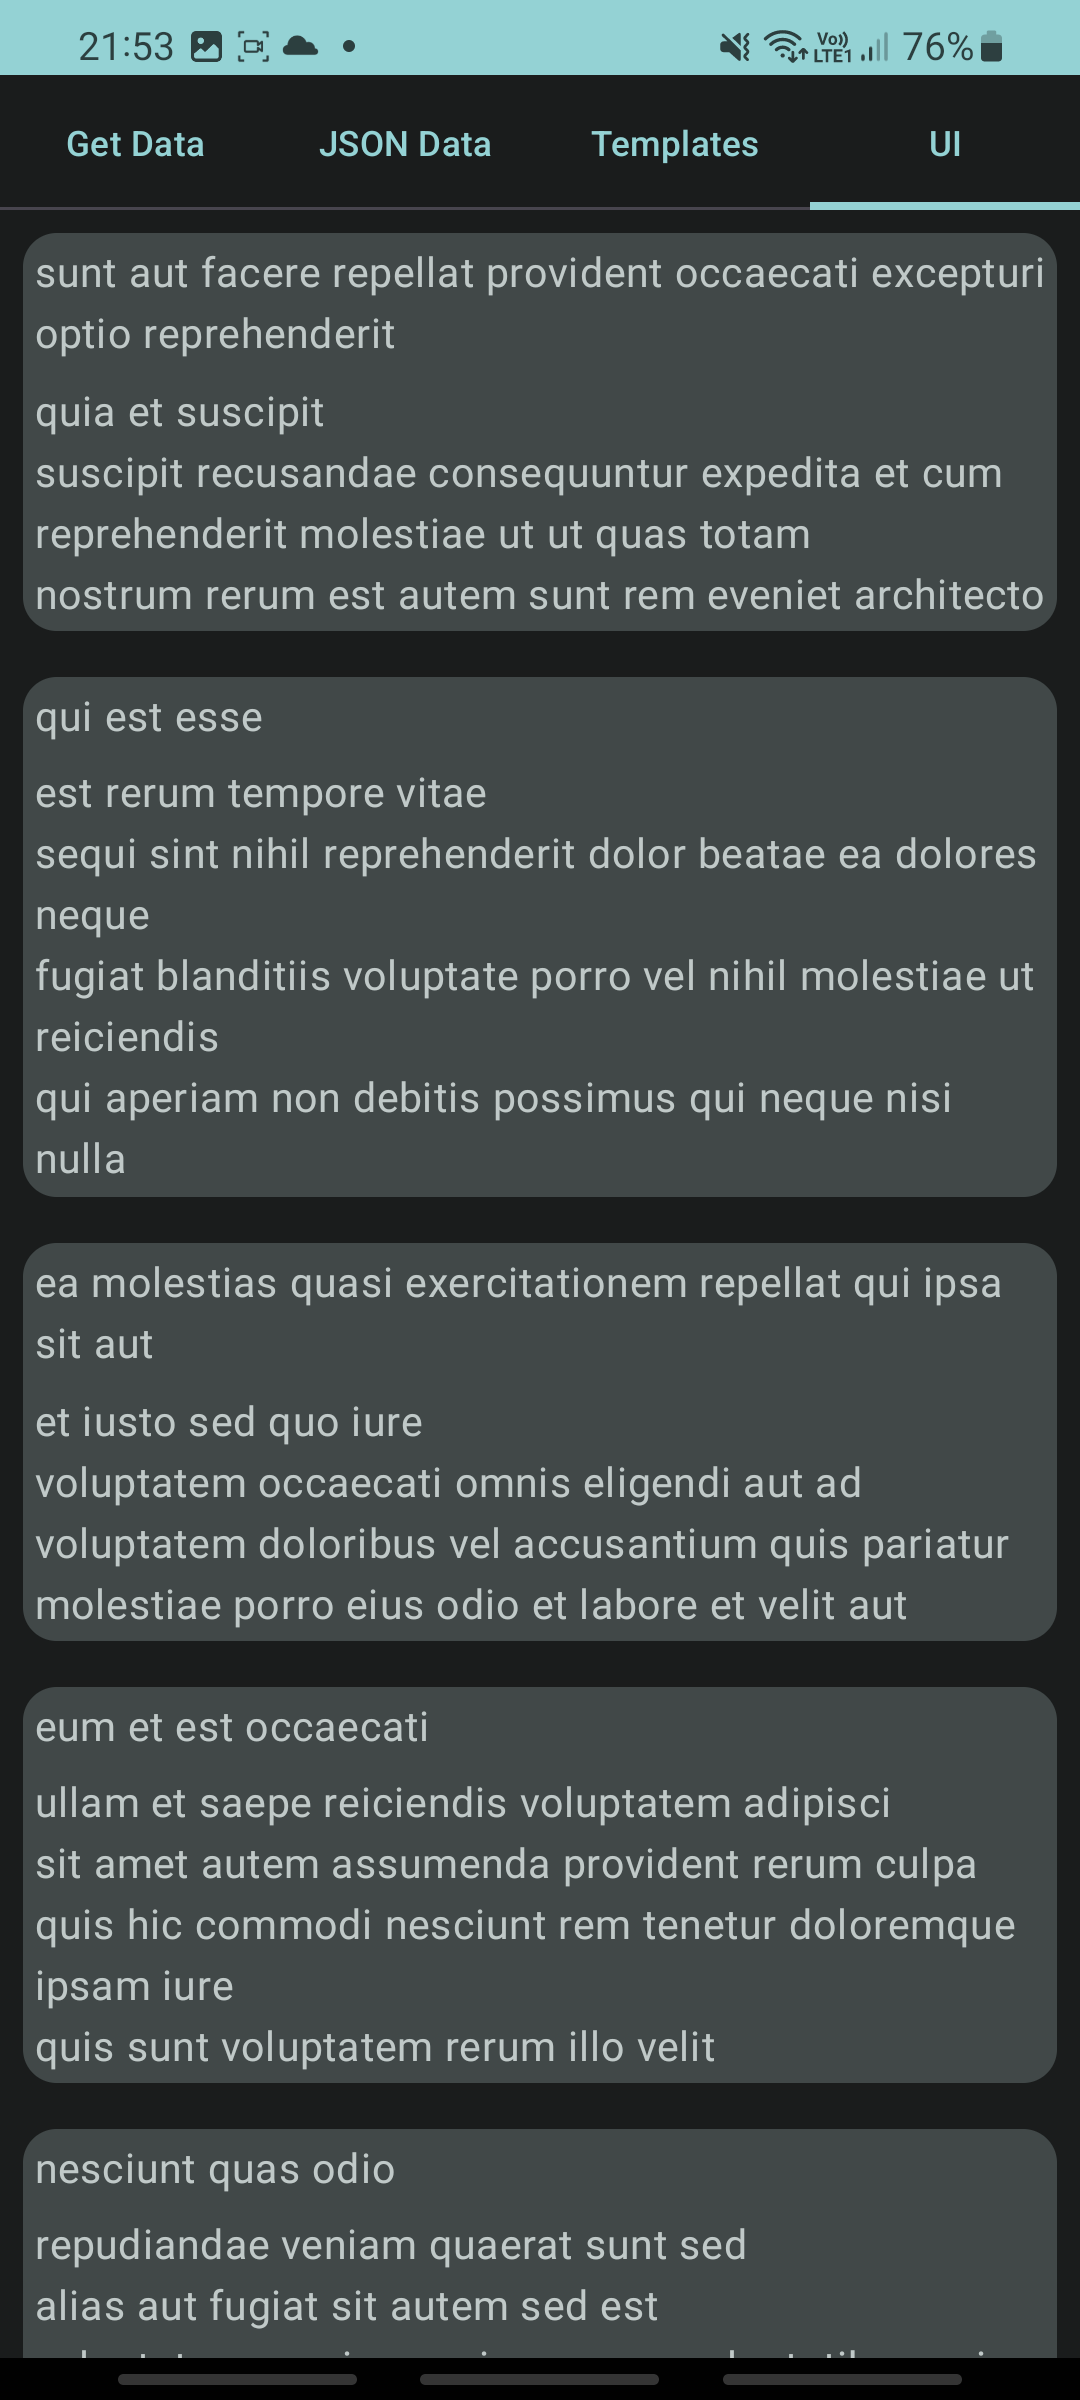 21:53 Vo)) LTE1 76%
Get Data JSON Data Templates UI
sunt aut facere repellat provident occaecati excepturi
optio reprehenderit
quia et suscipit
suscipit recusandae consequuntur expedita et cum
reprehenderit molestiae ut ut quas totam
nostrum rerum est autem sunt rem eveniet architecto
qui est esse
est rerum tempore vitae
sequi sint nihil reprehenderit dolor beatae ea dolores
neque
fugiat blanditiis voluptate porro vel nihil molestiae ut
reiciendis
qui aperiam non debitis possimus qui neque nisi
nulla
ea molestias quasi exercitationem repellat qui ipsa
sit aut
et iusto sed quo iure
voluptatem occaecati omnis eligendi aut ad
voluptatem doloribus vel accusantium quis pariatur
molestiae porro eius odio et labore et velit aut
eum et est occaecati
ullam et saepe reiciendis voluptatem adipisci
sit amet autem assumenda provident rerum culpa
quis hic commodi nesciunt rem tenetur doloremque
ipsam iure
quis sunt voluptatem rerum illo velit
nesciunt quas odio
repudiandae veniam quaerat sunt sed
alias aut fugiat sit autem sed est